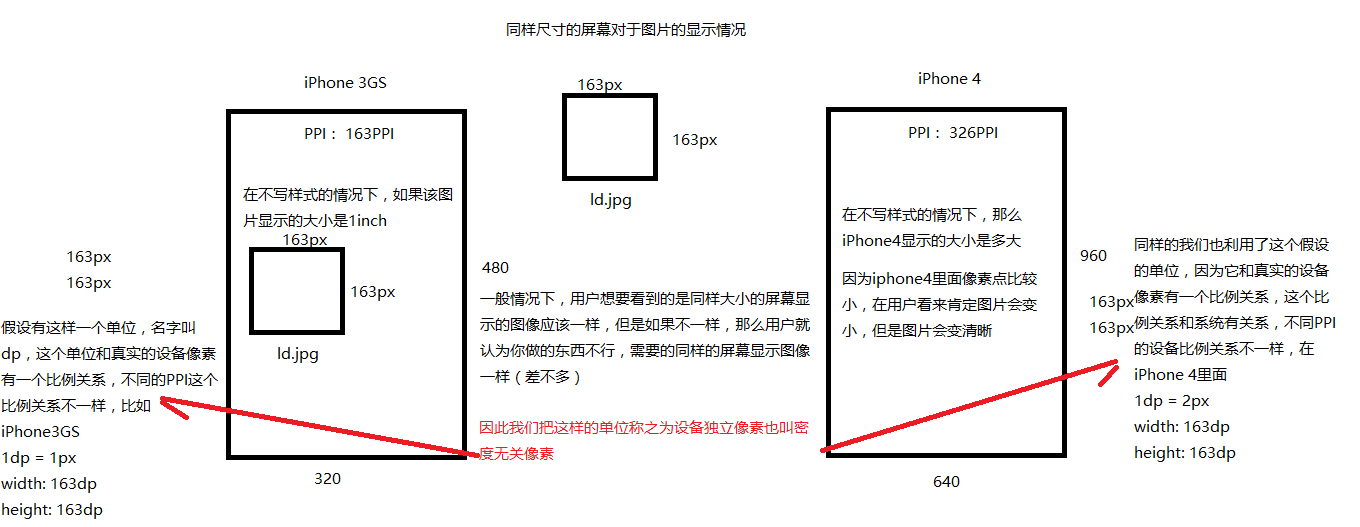 同样尺寸的屏幕对于图片的显示情况
iPhone 3GS
PPI： 163PPI
在不写样式的情况下，如果该图
片显示的大小是1inch
163px
163px
ld.jpg
480
320
163px
163px
ld.jpg
iPhone 4
PPI： 326PPI
在不写样式的情况下，那么
iPhone4显示的大小是多大
因为iphone4里面像素点比较
小，在用户看来肯定图片会变
小，但是图片会变清晰
960
640
163px
163px
假设有这样一个单位，名字叫
dp，这个单位和真实的设备像素
有一个比例关系，不同的PPI这个
比例关系不一样，比如
iPhone3GS
1dp = 1px
width: 163dp
height: 163dp
一般情况下，用户想要看到的是同样大小的屏幕显
示的图像应该一样，但是如果不一样，那么用户就
认为你做的东西不行，需要的同样的屏幕显示图像
一样（差不多）
因此我们把这样的单位称之为设备独立像素也叫密
度无关像素
163px
163px
同样的我们也利用了这个假设
的单位，因为它和真实的设备
像素有一个比例关系，这个比
例关系和系统有关系，不同PPI
的设备比例关系不一样，在
iPhone 4里面
1dp = 2px
width: 163dp
height: 163dp